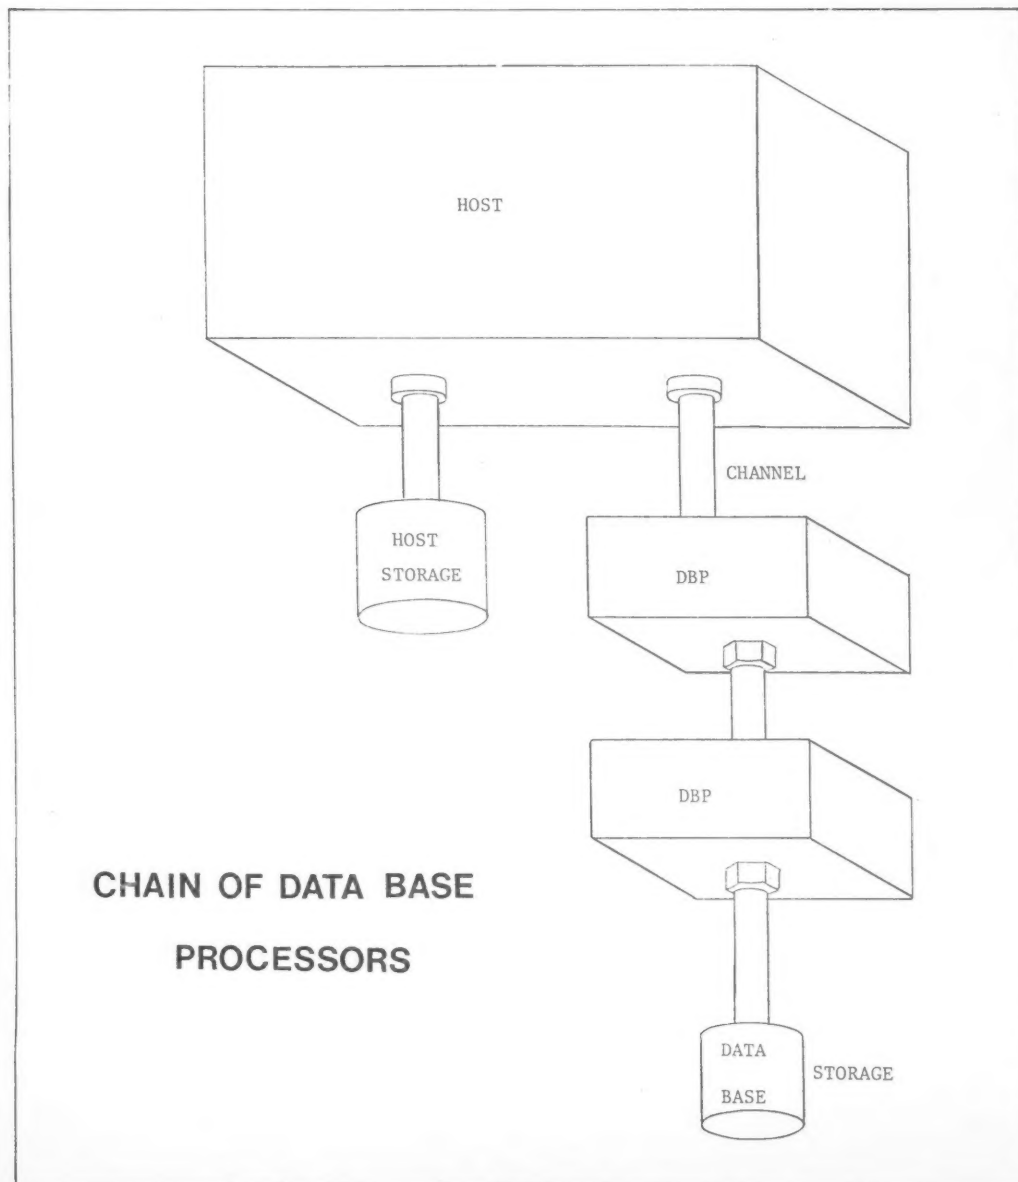 HOST
CHANNEL
HOST
STORAGE
DBP
DBP
CHAIN OF DATA BASE
PROCESSORS
DATA
BASE
STORAGE